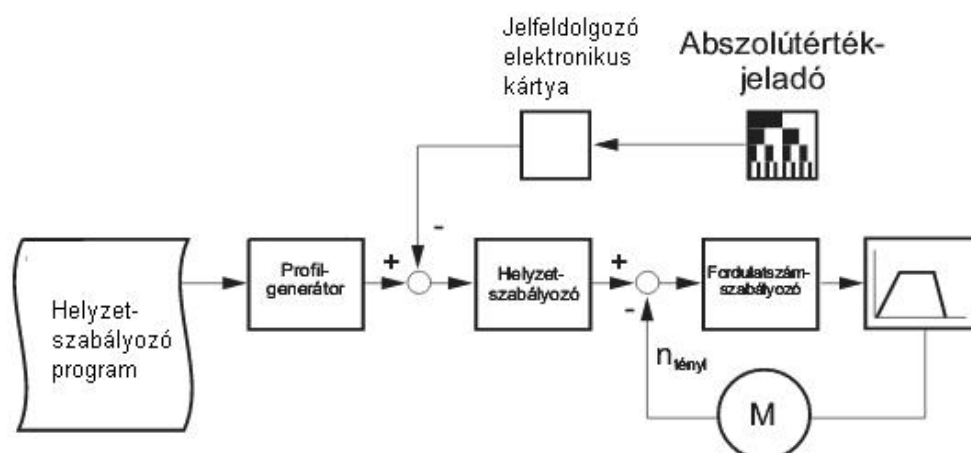 Jelfeldolgozó
elektronikus
kártya
Abszolútérték-
jeladó
-
Helyzet-
szabályozó
program
Profil-
generátor
+
Helyzet-
szabályozó
+
-
Fordulatszám-
szabályozó
n tényl
M